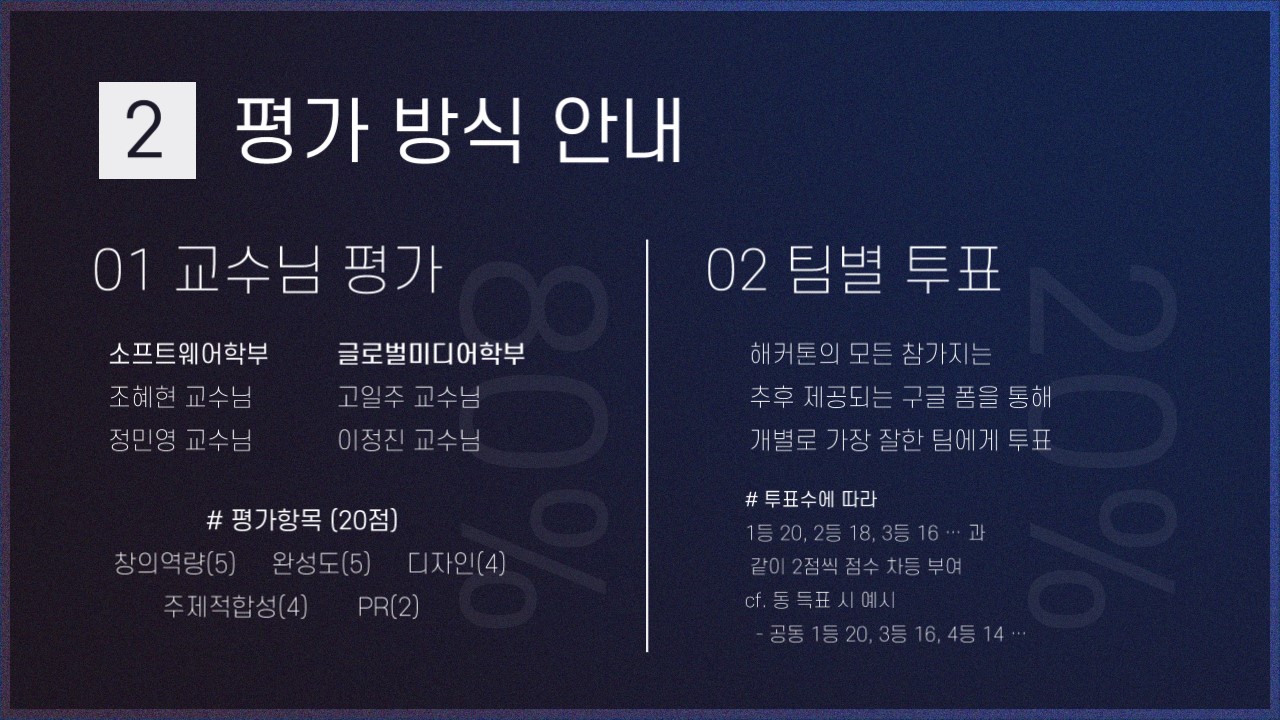 2 평가 방식 안내
01 교수님 평가
80%
소프트웨어학부 글로벌미디어학부
조혜현 교수님 고일주 교수님
정민영 교수님 이정진 교수님
# 평가항목 (20점)
창의역량(5) 완성도(5) 디자인(4)
주제적합성(4) PR(2)
02 팀별 투표
20%
해커톤의 모든 참가지는
추후 제공되는 구글 폼을 통해
개별로 가장 잘한 팀에게 투표
# 투표수에 따라
1등 20, 2등 18, 3등 16 … 과
같이 2점씩 점수 차등 부여
cf. 동 득표 시 예시
- 공동 1등 20, 3등 16, 4등 14 …